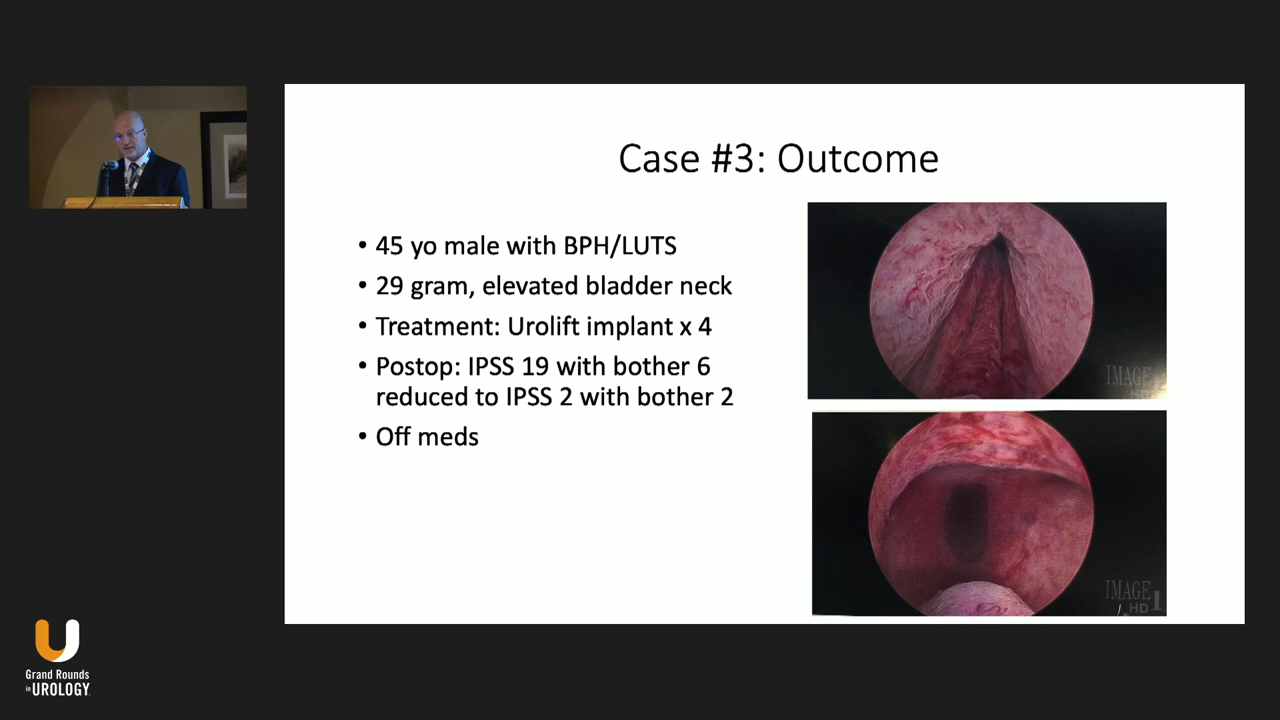 Case #3: Outcome
• 45 yo male with BPH/LUTS
• 29 gram, elevated bladder neck
• Treatment: Urolift implant x 4
• Postop: IPSS 19 with bother 6
reduced to IPSS 2 with bother 2
• Off meds
IMAGE
IMAGE 1
HD
Grand Rounds
in UROLOGY